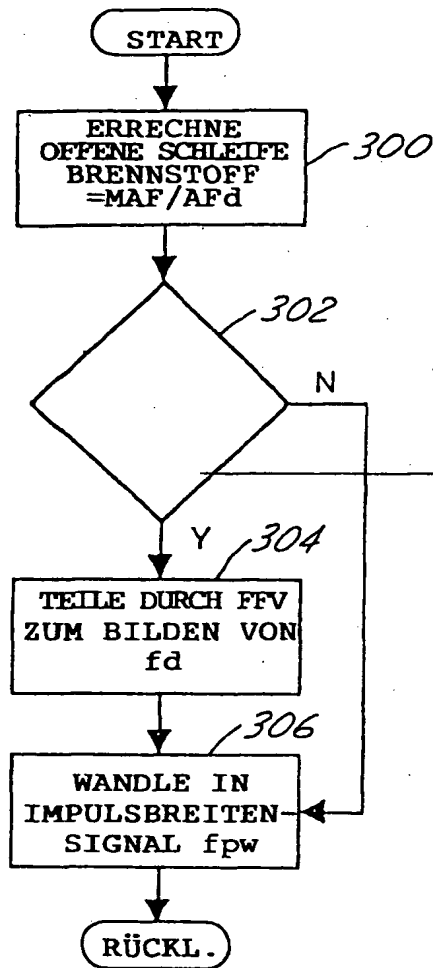 START
ERRECHNE
OFFENE SCHLEIFE
BRENNSTOFF
=MAF/AFd
300
302
N
Y
304
TEILE DURCH FFV
ZUM BILDEN VON
fd
306
WANDLE IN
IMPULSBREITEN
SIGNAL fpw
RÜCKL.